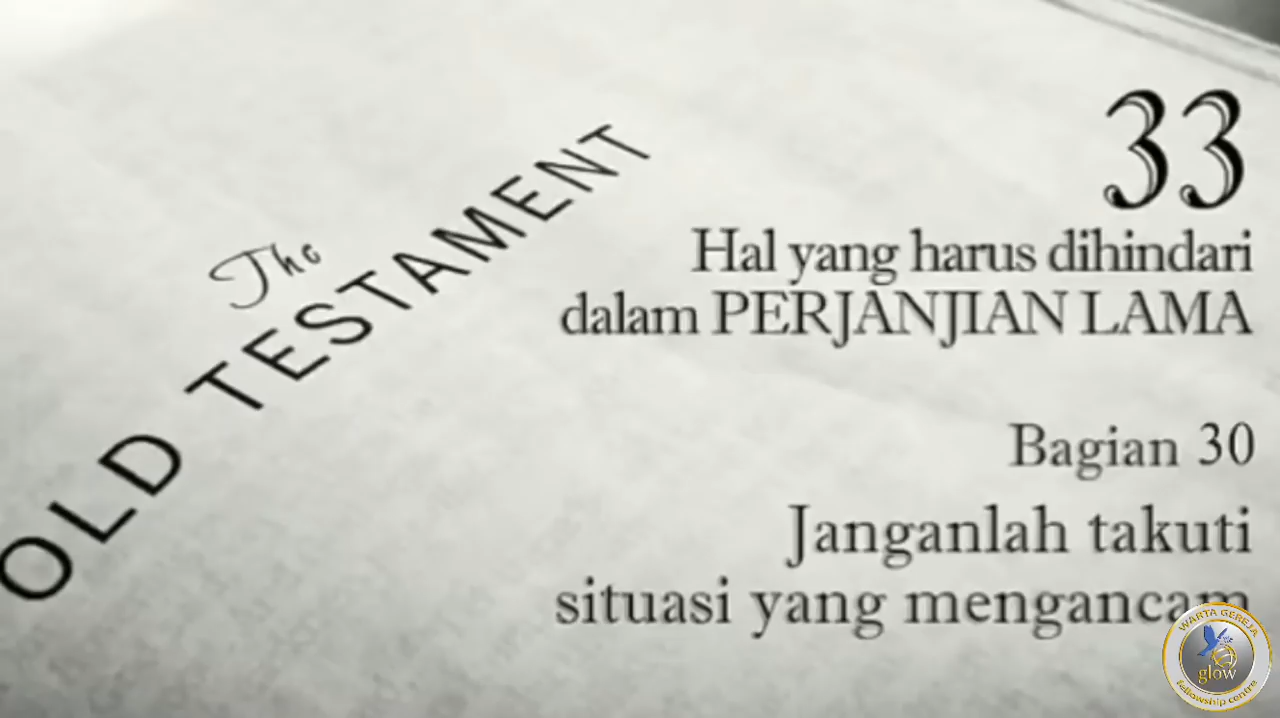 The
OLD TESTAMENT
33
Hal yang harus dihindari
dalam PERJANJIAN LAMA
Bagian 30
Janganlah takuti
situasi yang mengancam
WARTA GEREJA
glow
fellowship centre